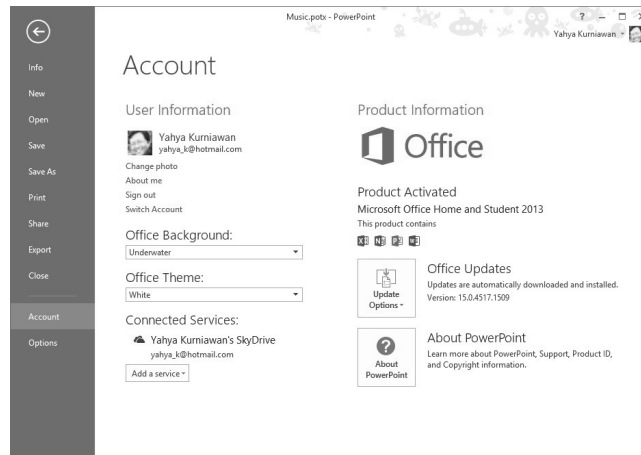 Music.potx - PowerPoint
?
Yahya Kurniawan
Info
New
Open
Save
Save As
Print
Share
Export
Close
Account
Options
Account
User Information
Yahya Kurniawan
yahya_k@hotmail.com
Change photo
About me
Sign out
Switch Account
Office Background:
Underwater
Office Theme:
White
Connected Services:
Yahya Kurniawan's SkyDrive
yahya_k@hotmail.com
Add a service
Product Information
Office
Product Activated
Microsoft Office Home and Student 2013
This product contains
Update
Options
Office Updates
Updates are automatically downloaded and installed.
Version: 15.0.4517.1509
?
About
PowerPoint
About PowerPoint
Learn more about PowerPoint, Support, Product ID,
and Copyright information.